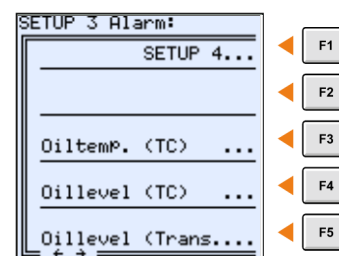 SETUP 3 Alarm:
SETUP 4... F1
F2
Oiltemp. (TC) ... F3
Oillevel (TC) ... F4
Oillevel (Trans.... F5
← →